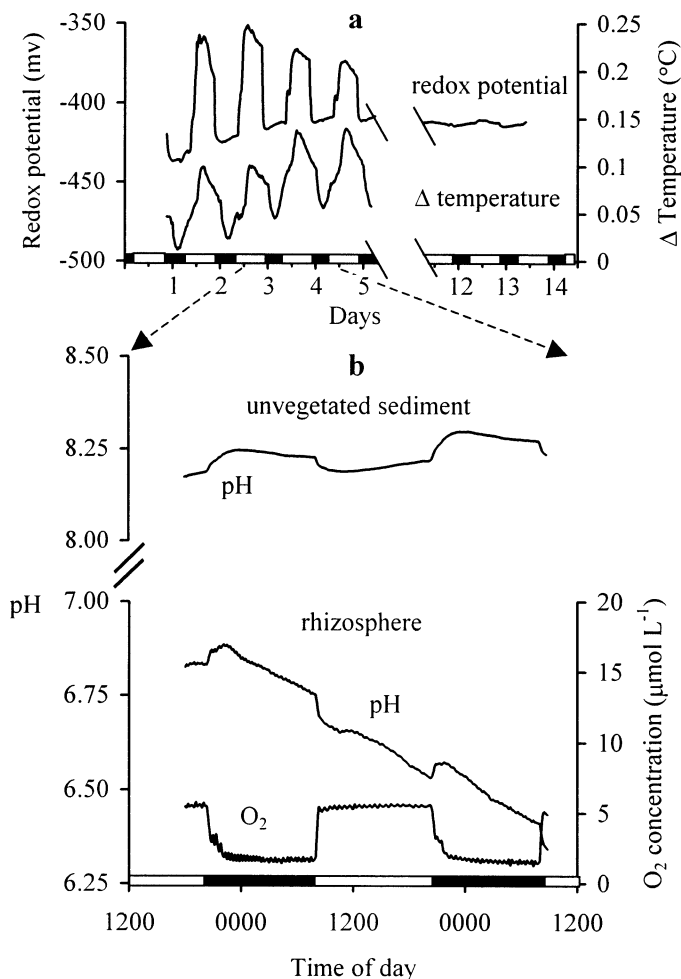 a
-350
-400
-450
-500
Redox potential (mv)
redox potential
Δ temperature
0.25
0.20
0.15
0.10
0.05
0
Δ Temperature (°C)
1 2 3 4 5 12 13 14
Days
b
8.50
8.25
8.00
unvegetated sediment
pH
pH
7.00
6.75
6.50
6.25
rhizosphere
pH
O2
20
15
10
5
0
O2 concentration (μmol L-1)
1200 0000 1200 0000 1200
Time of day